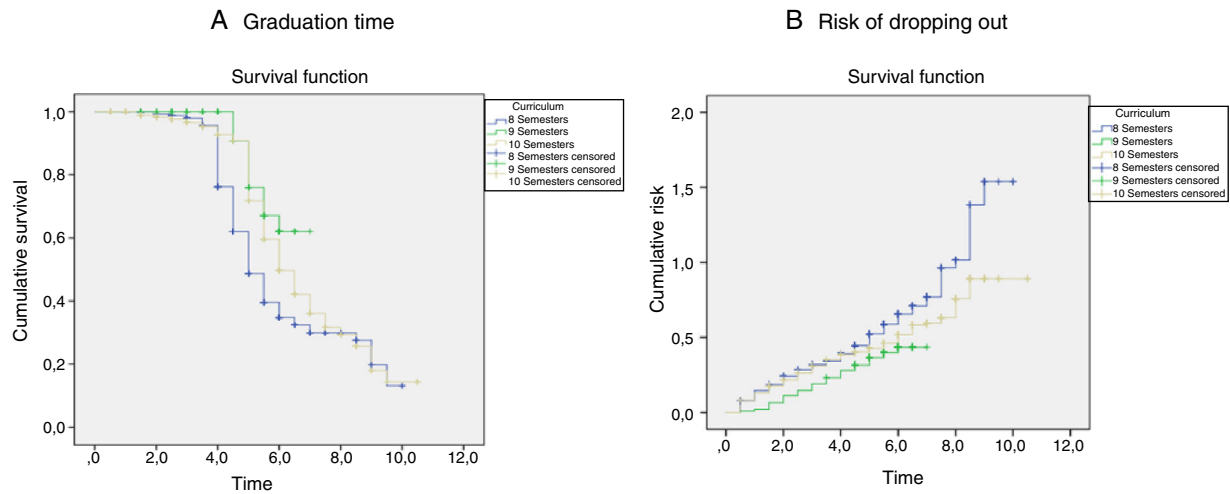 A Graduation time
Survival function
Cumulative survival
1,0
0,8
0,6
0,4
0,2
0,0
,0 2,0 4,0 6,0 8,0 10,0 12,0
Time
Curriculum
8 Semesters
9 Semesters
10 Semesters
8 Semesters censored
9 Semesters censored
10 Semesters censored
B Risk of dropping out
Survival function
Cumulative risk
2,0
1,5
1,0
0,5
0,0
,0 2,0 4,0 6,0 8,0 10,0 12,0
Time
Curriculum
8 Semesters
9 Semesters
10 Semesters
8 Semesters censored
9 Semesters censored
10 Semesters censored